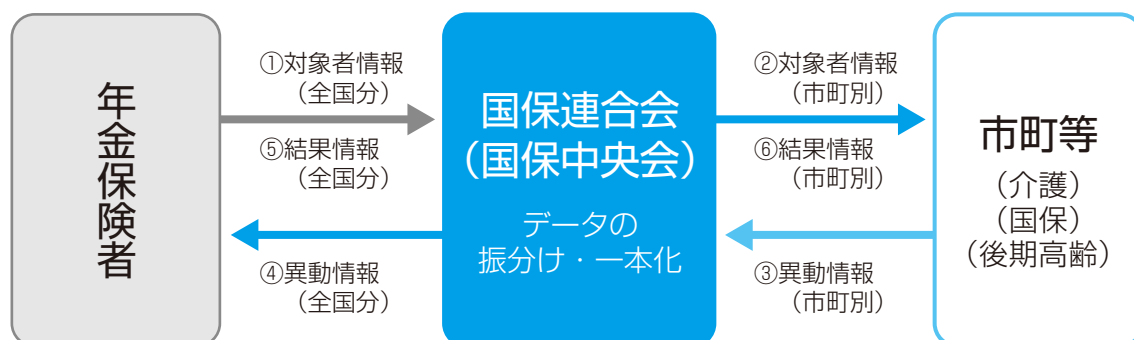 年金保険者
①対象者情報
（全国分）
⑤結果情報
（全国分）
④異動情報
（全国分）
国保連合会
（国保中央会）
データの
振分け・一本化
②対象者情報
（市町別）
⑥結果情報
（市町別）
③異動情報
（市町別）
市町等
（介護）
（国保）
（後期高齢）